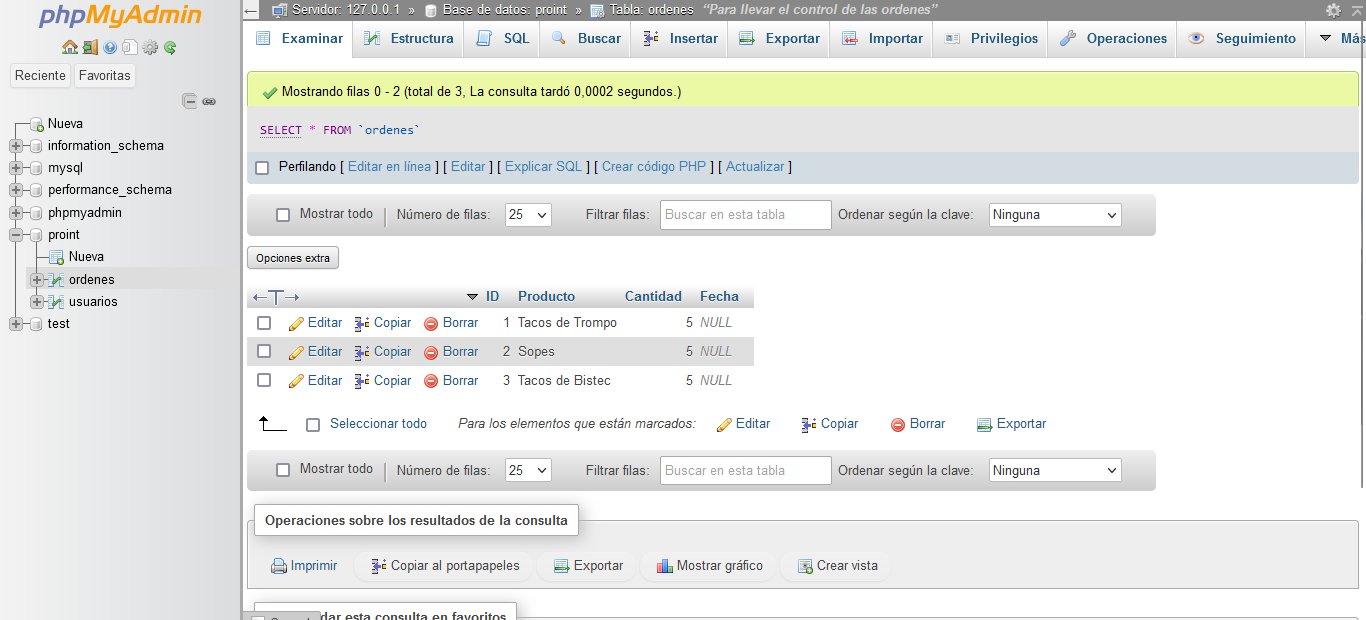 phpMyAdmin
Reciente Favoritas
Nueva
information_schema
mysql
performance_schema
phpmyadmin
proint
Nueva
ordenes
usuarios
test
Servidor: 127.0.0.1 » Base de datos: proint » Tabla: ordenes "Para llevar el control de las ordenes"
Examinar Estructura SQL Buscar Insertar Exportar Importar Privilegios Operaciones Seguimiento Más
Mostrando filas 0 - 2 (total de 3, La consulta tardó 0,0002 segundos.)
SELECT * FROM `ordenes`
Perfilando [ Editar en línea ] [ Editar ] [ Explicar SQL ] [ Crear código PHP ] [ Actualizar ]
Mostrar todo | Número de filas: 25 Filtrar filas: Buscar en esta tabla Ordenar según la clave: Ninguna
Opciones extra
←T→ ID Producto Cantidad Fecha
Editar Copiar Borrar 1 Tacos de Trompo 5 NULL
Editar Copiar Borrar 2 Sopes 5 NULL
Editar Copiar Borrar 3 Tacos de Bistec 5 NULL
Seleccionar todo Para los elementos que están marcados: Editar Copiar Borrar Exportar
Mostrar todo | Número de filas: 25 Filtrar filas: Buscar en esta tabla Ordenar según la clave: Ninguna
Operaciones sobre los resultados de la consulta
Imprimir Copiar al portapapeles Exportar Mostrar gráfico Crear vista
dar esta consulta en favoritos